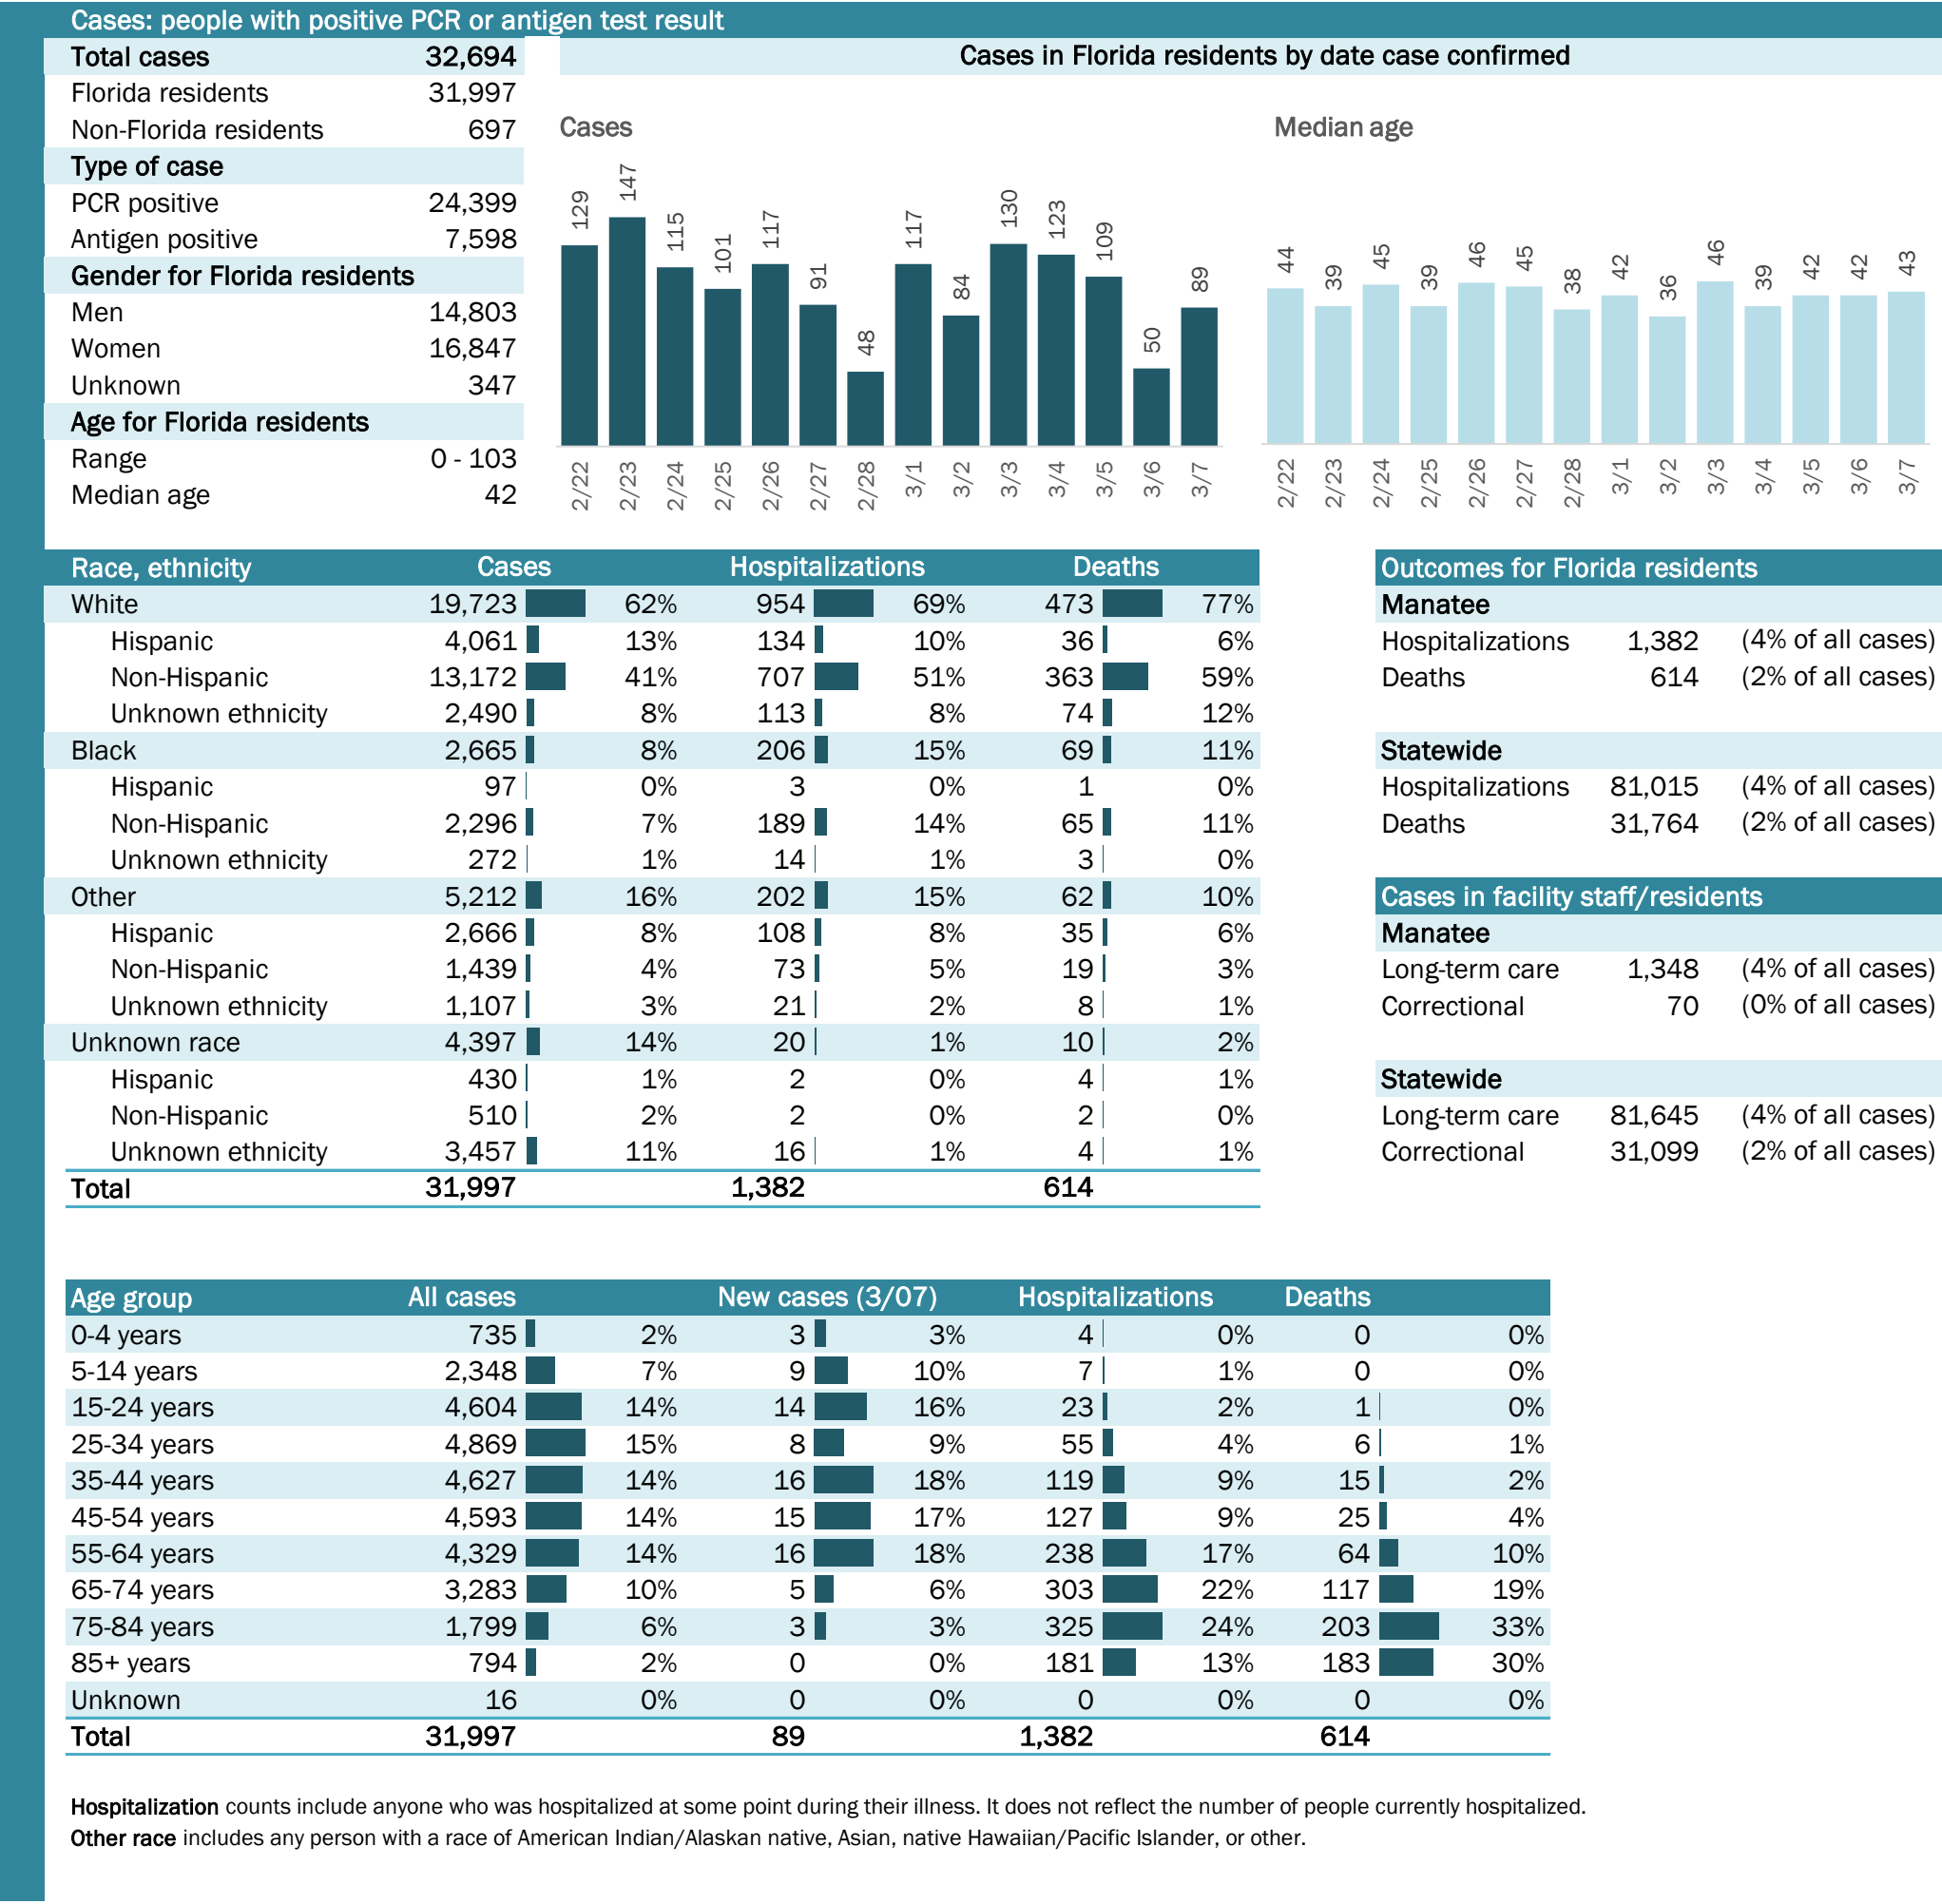 Cases: people with positive PCR or antigen test result
Total cases 32,694
Florida residents 31,997
Non-Florida residents 697
Type of case
PCR positive 24,399
Antigen positive 7,598
Gender for Florida residents
Men 14,803
Women 16,847
Unknown 347
Age for Florida residents
Range 0 - 103
Median age 42
Cases in Florida residents by date case confirmed
Cases
129 147 115 101 117 91 48 117 84 130 123 109 50 89
2/22 2/23 2/24 2/25 2/26 2/27 2/28 3/1 3/2 3/3 3/4 3/5 3/6 3/7
Median age
44 39 45 39 46 45 38 42 36 46 39 42 42 43
2/22 2/23 2/24 2/25 2/26 2/27 2/28 3/1 3/2 3/3 3/4 3/5 3/6 3/7
Race, ethnicity Cases Hospitalizations Deaths
White 19,723 62% 954 69% 473 77%
Hispanic 4,061 13% 134 10% 36 6%
Non-Hispanic 13,172 41% 707 51% 363 59%
Unknown ethnicity 2,490 8% 113 8% 74 12%
Black 2,665 8% 206 15% 69 11%
Hispanic 97 0% 3 0% 1 0%
Non-Hispanic 2,296 7% 189 14% 65 11%
Unknown ethnicity 272 1% 14 1% 3 0%
Other 5,212 16% 202 15% 62 10%
Hispanic 2,666 8% 108 8% 35 6%
Non-Hispanic 1,439 4% 73 5% 19 3%
Unknown ethnicity 1,107 3% 21 2% 8 1%
Unknown race 4,397 14% 20 1% 10 2%
Hispanic 430 1% 2 0% 4 1%
Non-Hispanic 510 2% 2 0% 2 0%
Unknown ethnicity 3,457 11% 16 1% 4 1%
Total 31,997 1,382 614
Outcomes for Florida residents
Manatee
Hospitalizations 1,382 (4% of all cases)
Deaths 614 (2% of all cases)
Statewide
Hospitalizations 81,015 (4% of all cases)
Deaths 31,764 (2% of all cases)
Cases in facility staff/residents
Manatee
Long-term care 1,348 (4% of all cases)
Correctional 70 (0% of all cases)
Statewide
Long-term care 81,645 (4% of all cases)
Correctional 31,099 (2% of all cases)
Age group All cases New cases (3/07) Hospitalizations Deaths
0-4 years 735 2% 3 3% 4 0% 0 0%
5-14 years 2,348 7% 9 10% 7 1% 0 0%
15-24 years 4,604 14% 14 16% 23 2% 1 0%
25-34 years 4,869 15% 8 9% 55 4% 6 1%
35-44 years 4,627 14% 16 18% 119 9% 15 2%
45-54 years 4,593 14% 15 17% 127 9% 25 4%
55-64 years 4,329 14% 16 18% 238 17% 64 10%
65-74 years 3,283 10% 5 6% 303 22% 117 19%
75-84 years 1,799 6% 3 3% 325 24% 203 33%
85+ years 794 2% 0 0% 181 13% 183 30%
Unknown 16 0% 0 0% 0 0% 0 0%
Total 31,997 89 1,382 614
Hospitalization counts include anyone who was hospitalized at some point during their illness. It does not reflect the number of people currently hospitalized.
Other race includes any person with a race of American Indian/Alaskan native, Asian, native Hawaiian/Pacific Islander, or other.